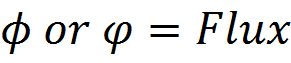 ϕ or φ = Flux